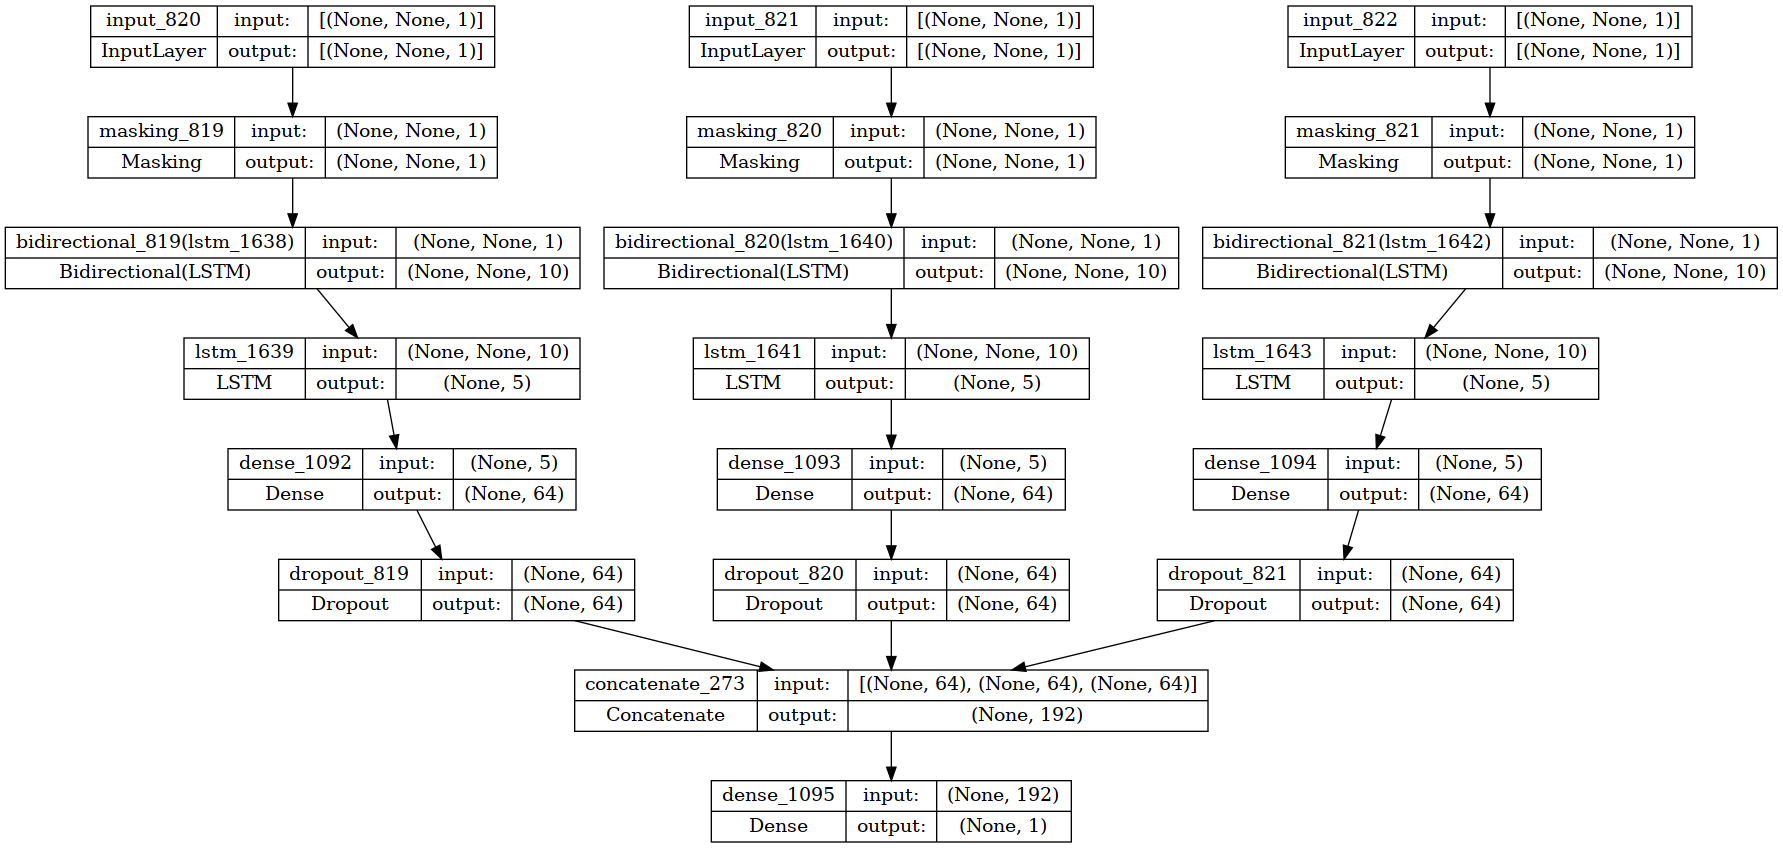 input_820 input: [(None, None, 1)]
InputLayer output: [(None, None, 1)]
input_821 input: [(None, None, 1)]
InputLayer output: [(None, None, 1)]
input_822 input: [(None, None, 1)]
InputLayer output: [(None, None, 1)]
masking_819 input: (None, None, 1)
Masking output: (None, None, 1)
masking_820 input: (None, None, 1)
Masking output: (None, None, 1)
masking_821 input: (None, None, 1)
Masking output: (None, None, 1)
bidirectional_819(lstm_1638) input: (None, None, 1)
Bidirectional(LSTM) output: (None, None, 10)
bidirectional_820(lstm_1640) input: (None, None, 1)
Bidirectional(LSTM) output: (None, None, 10)
bidirectional_821(lstm_1642) input: (None, None, 1)
Bidirectional(LSTM) output: (None, None, 10)
lstm_1639 input: (None, None, 10)
LSTM output: (None, 5)
lstm_1641 input: (None, None, 10)
LSTM output: (None, 5)
lstm_1643 input: (None, None, 10)
LSTM output: (None, 5)
dense_1092 input: (None, 5)
Dense output: (None, 64)
dense_1093 input: (None, 5)
Dense output: (None, 64)
dense_1094 input: (None, 5)
Dense output: (None, 64)
dropout_819 input: (None, 64)
Dropout output: (None, 64)
dropout_820 input: (None, 64)
Dropout output: (None, 64)
dropout_821 input: (None, 64)
Dropout output: (None, 64)
concatenate_273 input: [(None, 64), (None, 64), (None, 64)]
Concatenate output: (None, 192)
dense_1095 input: (None, 192)
Dense output: (None, 1)